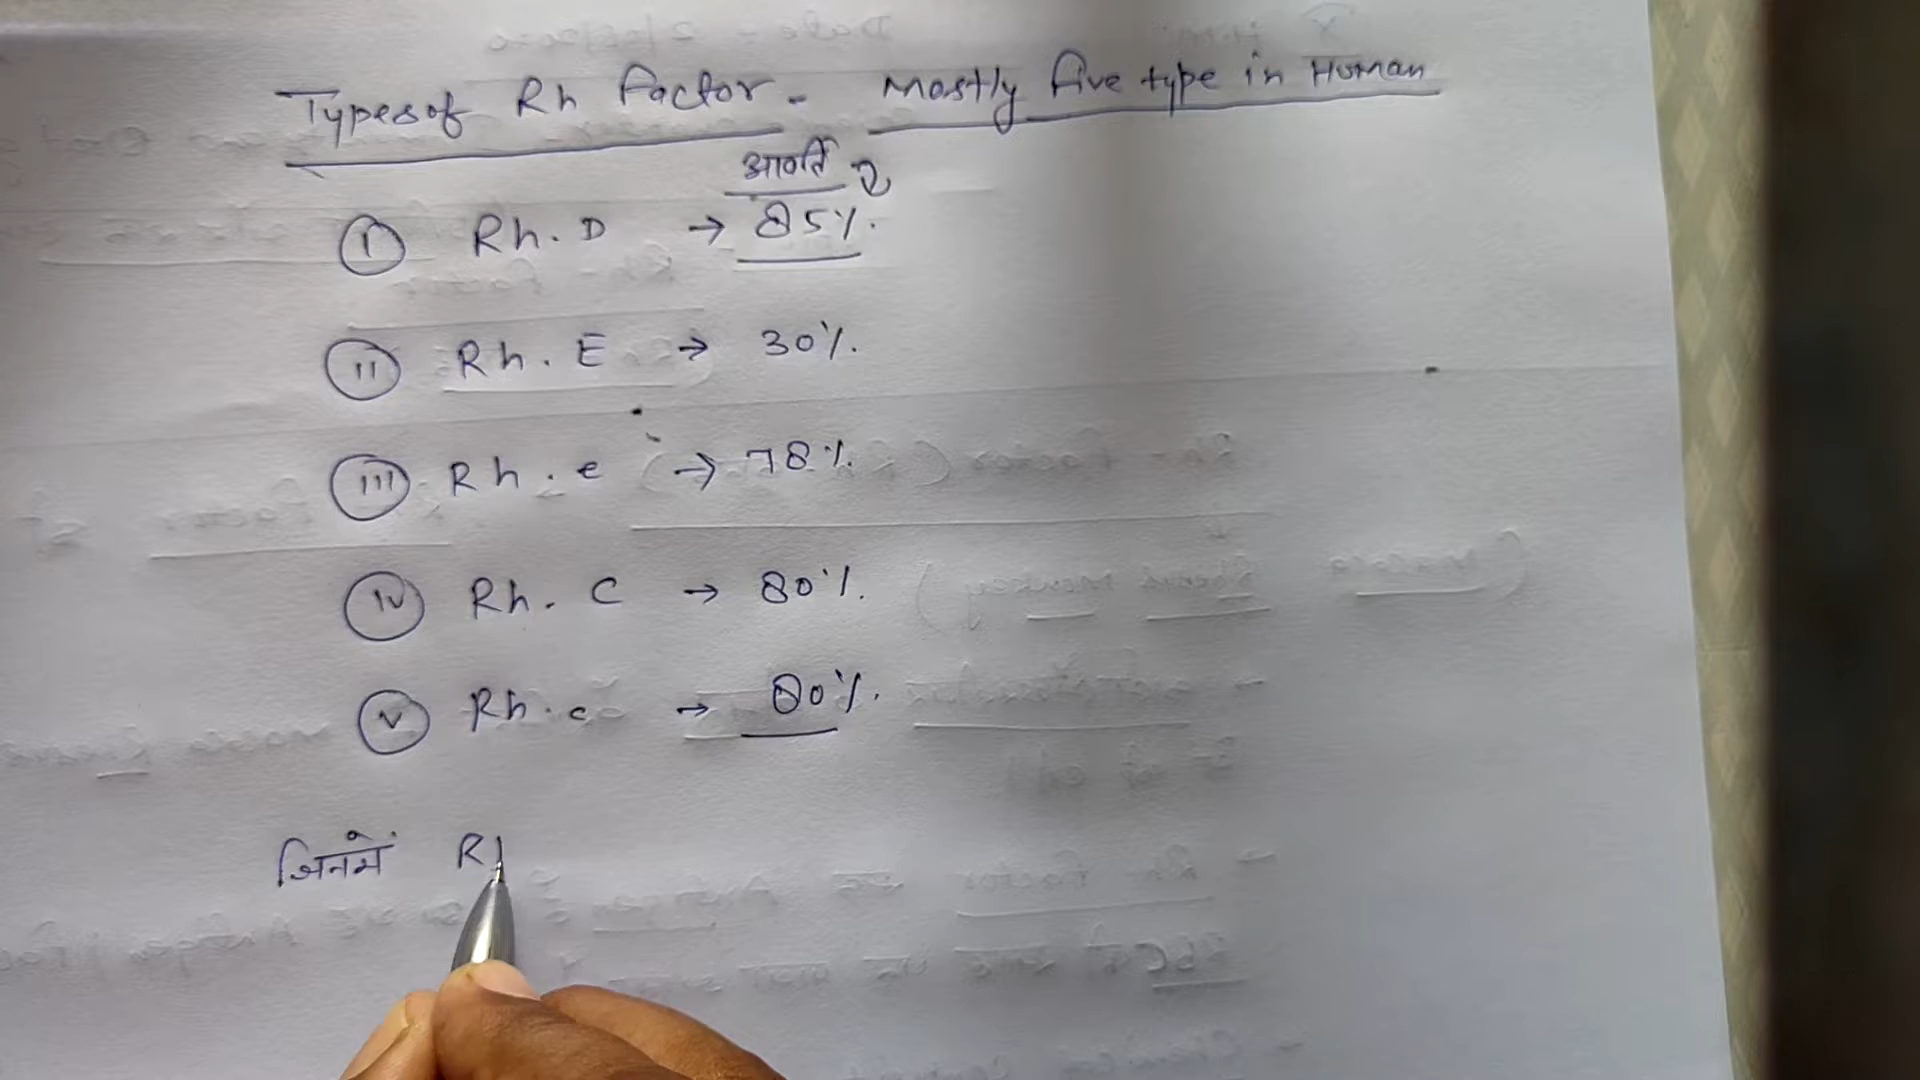 Types of Rh factor - mostly five type in Human
आवर्ति
(I) Rh. D → 85%.
(II) Rh. E → 30%.
(III) Rh. e → 78%.
(IV) Rh. C → 80%.
(V) Rh. c → 80%.
जिनमें Rh